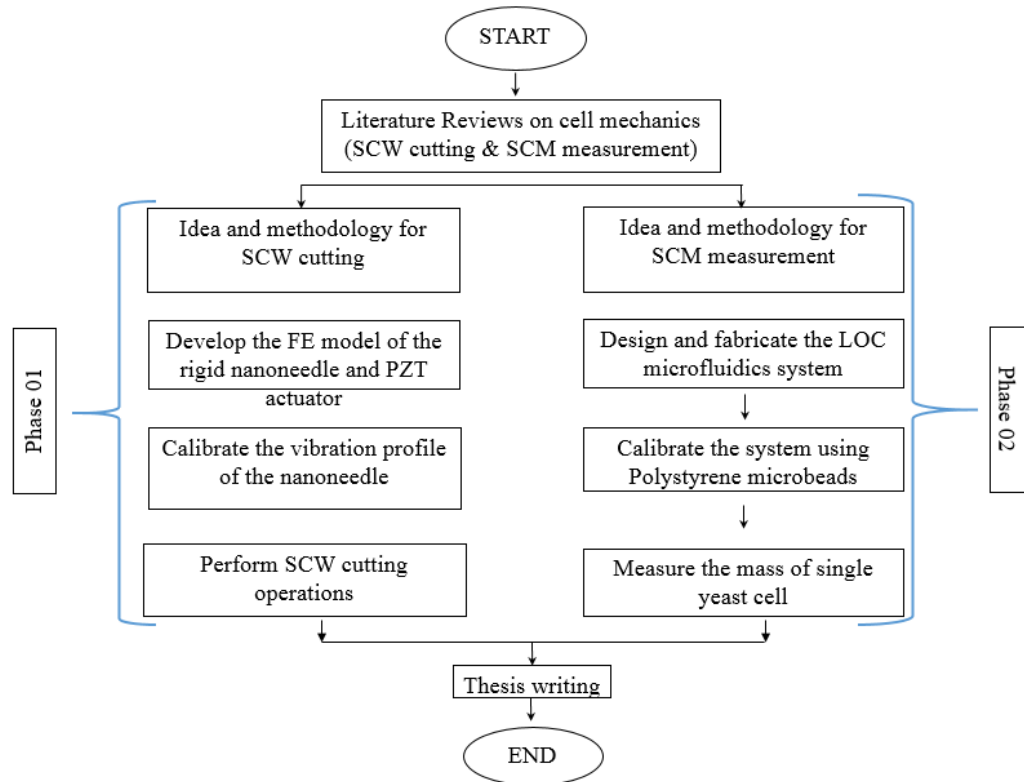 START
Literature Reviews on cell mechanics
(SCW cutting & SCM measurement)
Phase 01
Idea and methodology for
SCW cutting
Develop the FE model of the
rigid nanoneedle and PZT
actuator
Calibrate the vibration profile
of the nanoneedle
Perform SCW cutting
operations
Idea and methodology for
SCM measurement
Design and fabricate the LOC
microfluidics system
Calibrate the system using
Polystyrene microbeads
Measure the mass of single
yeast cell
Phase 02
Thesis writing
END